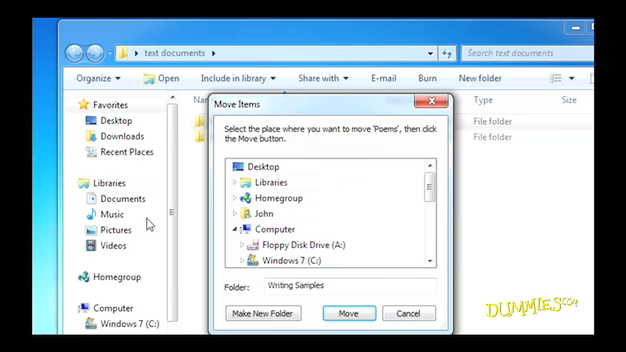 text documents
Search text documents
Organize
Open
Include in library
Share with
E-mail
Burn
New folder
Favorites
Desktop
Downloads
Recent Places
Libraries
Documents
Music
Pictures
Videos
Homegroup
Computer
Windows 7 (C:)
Type
Size
File folder
File folder
Move Items
Select the place where you want to move 'Poems', then click
the Move button.
Desktop
Libraries
Homegroup
John
Computer
Floppy Disk Drive (A:)
Windows 7 (C:)
Folder:
Writing Samples
Make New Folder
Move
Cancel
DUMMIES.COM